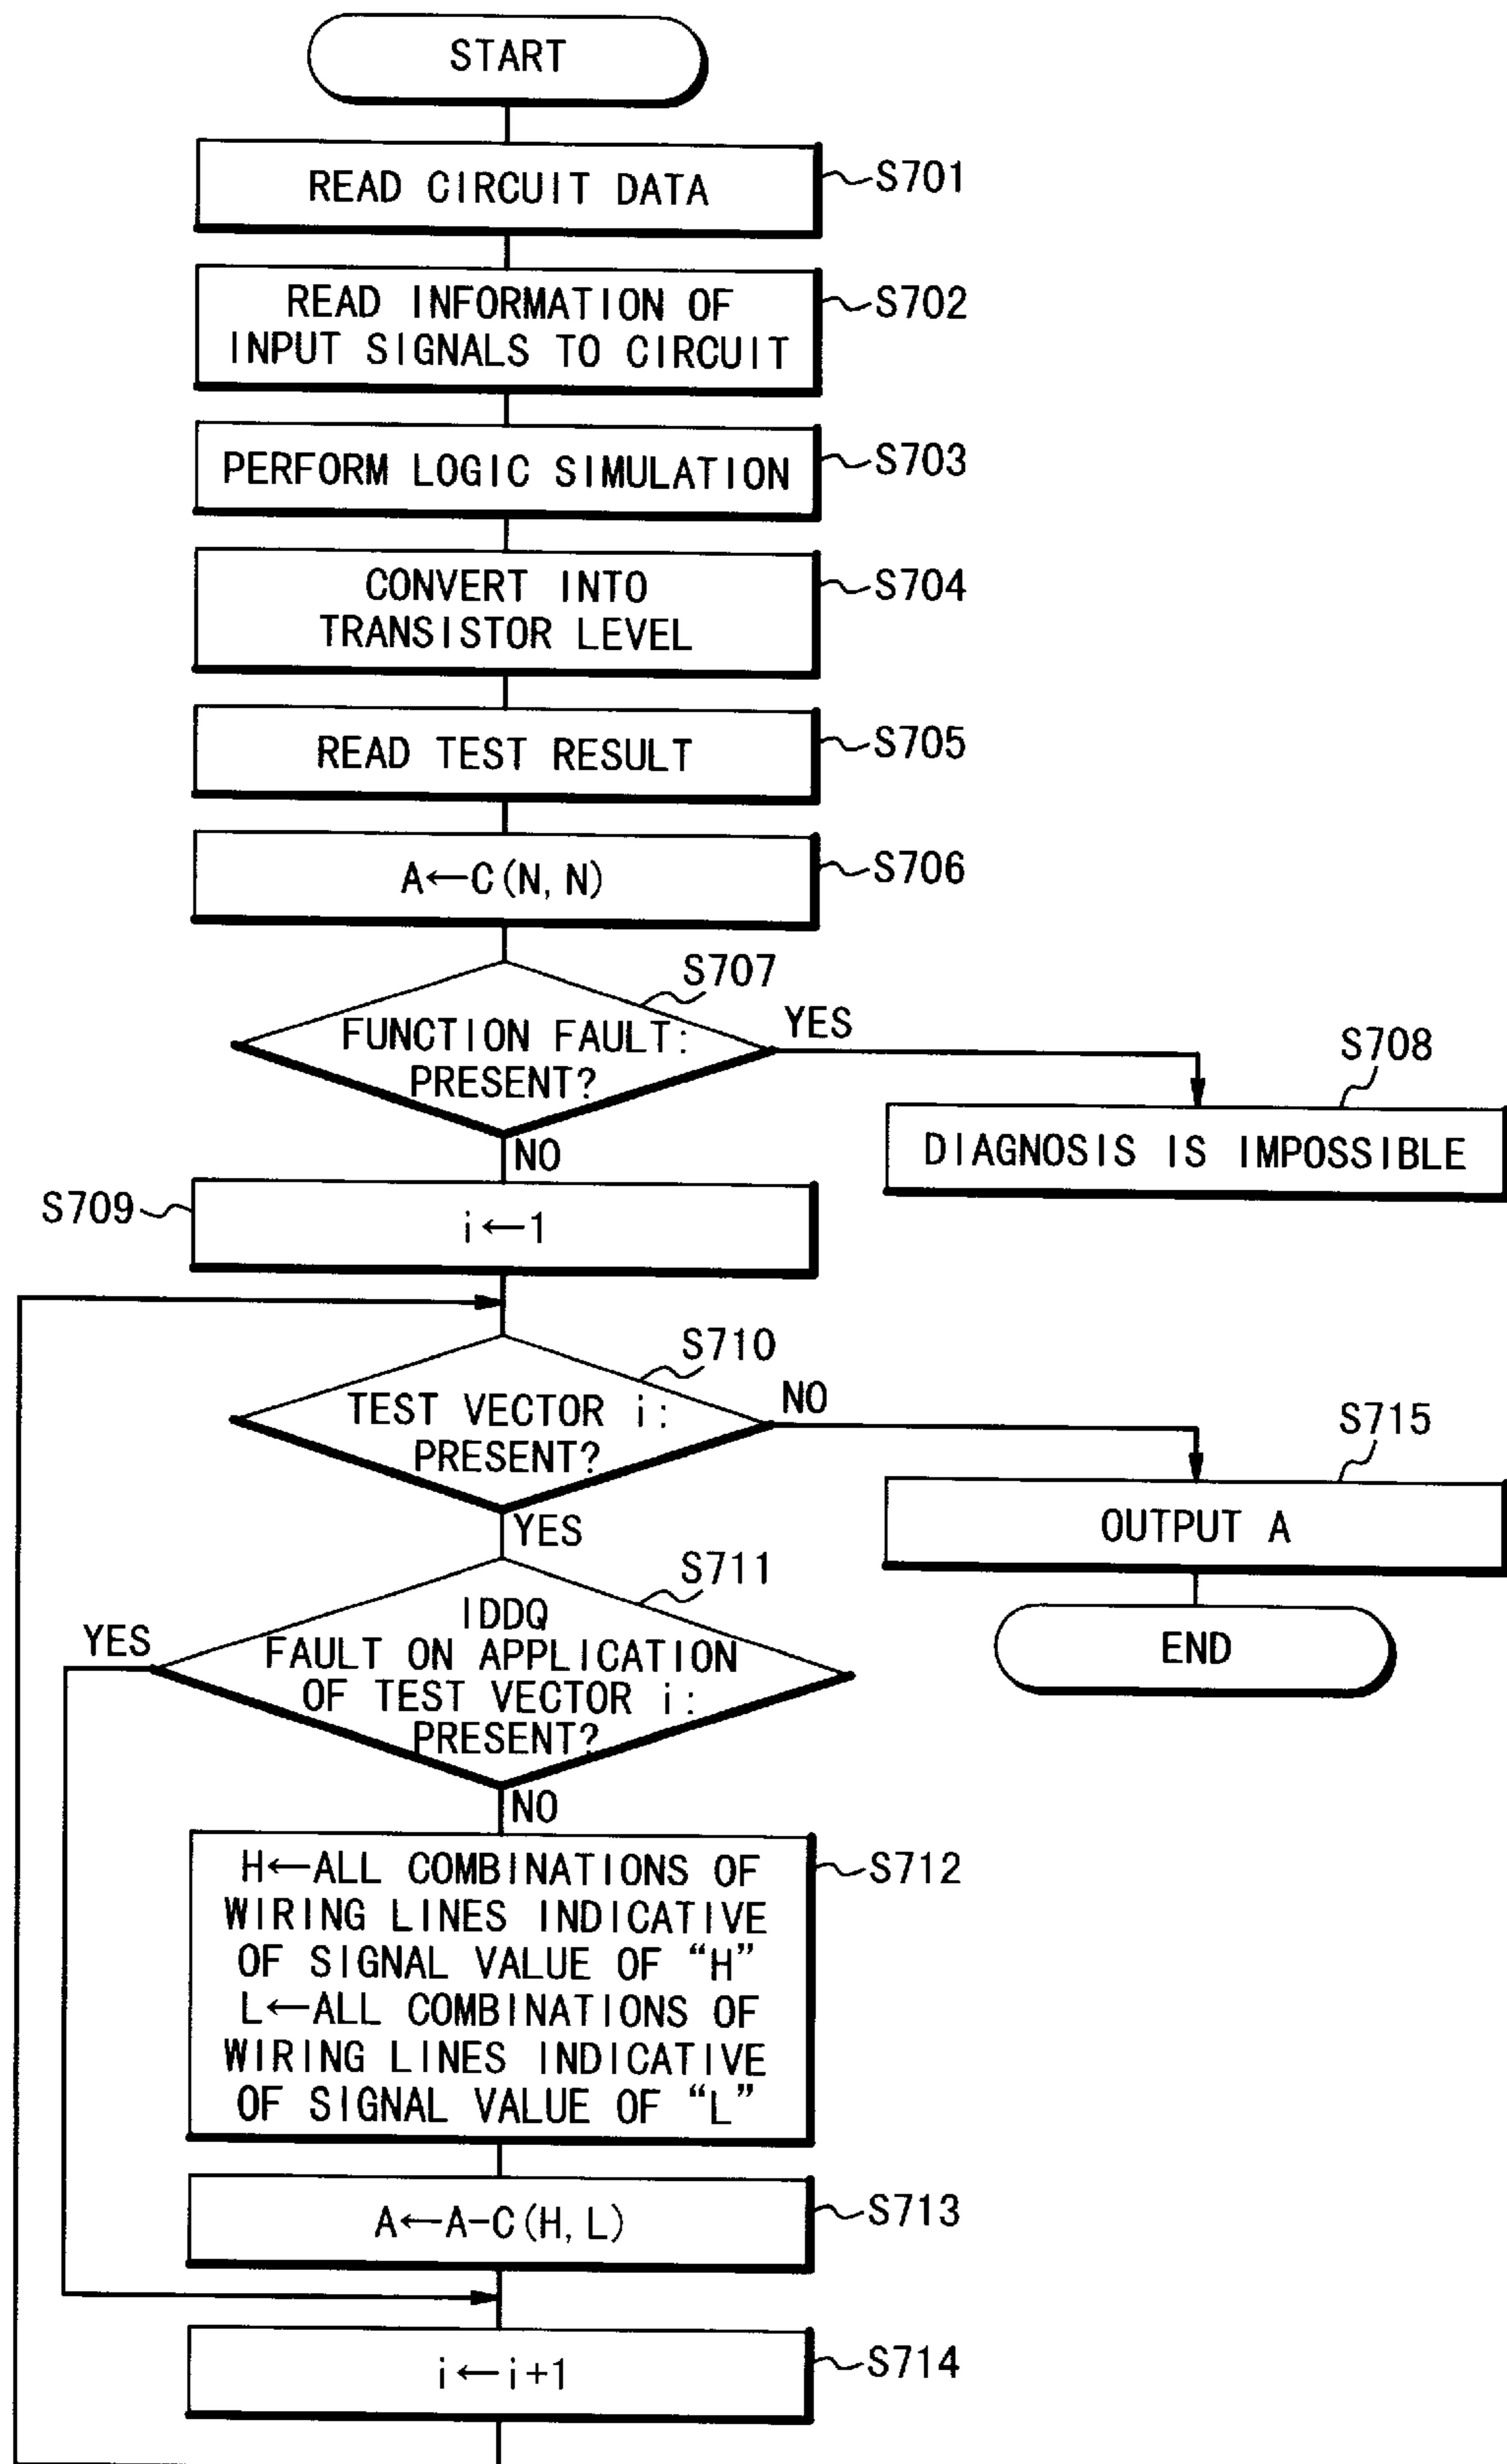 START
READ CIRCUIT DATA
S701
READ INFORMATION OF
INPUT SIGNALS TO CIRCUIT
S702
PERFORM LOGIC SIMULATION
S703
CONVERT INTO
TRANSISTOR LEVEL
S704
READ TEST RESULT
S705
A←C(N,N)
S706
S707
FUNCTION FAULT:
PRESENT?
YES
NO
S708
DIAGNOSIS IS IMPOSSIBLE
S709
i←1
S710
TEST VECTOR i:
PRESENT?
NO
YES
S715
OUTPUT A
END
S711
IDDQ
FAULT ON APPLICATION
OF TEST VECTOR i:
PRESENT?
YES
NO
H←ALL COMBINATIONS OF
WIRING LINES INDICATIVE
OF SIGNAL VALUE OF “H”
L←ALL COMBINATIONS OF
WIRING LINES INDICATIVE
OF SIGNAL VALUE OF “L”
S712
A←A-C(H,L)
S713
i←i+1
S714